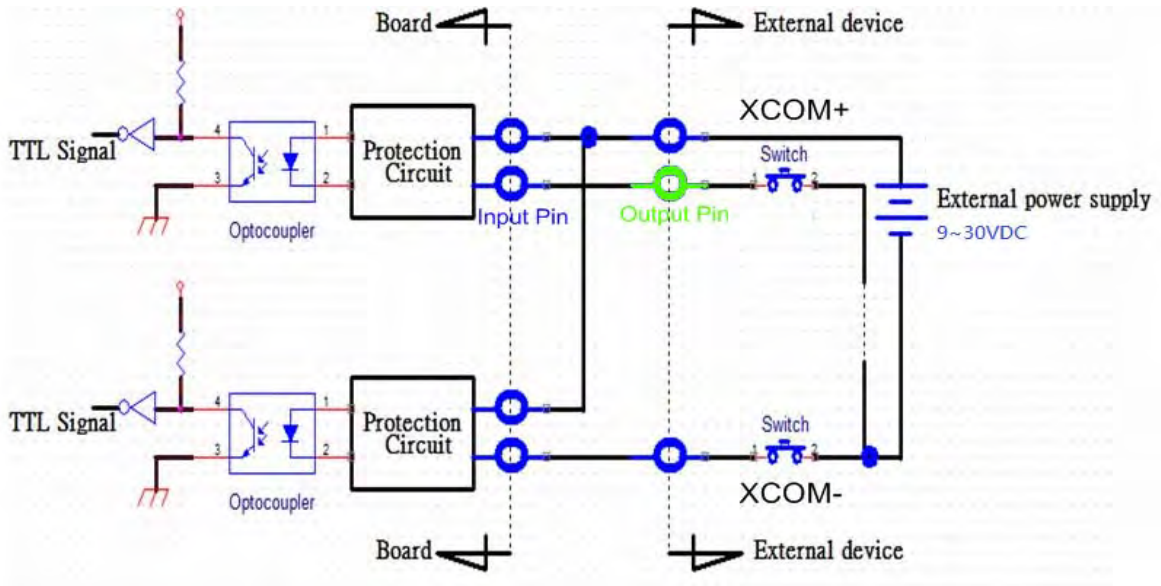 Board
External device
XCOM+
TTL Signal
4
1
3
2
Optocoupler
Protection
Circuit
Input Pin
Output Pin
Switch
1
2
External power supply
9~30VDC
TTL Signal
4
1
3
2
Optocoupler
Protection
Circuit
Switch
1
2
XCOM-
Board
External device